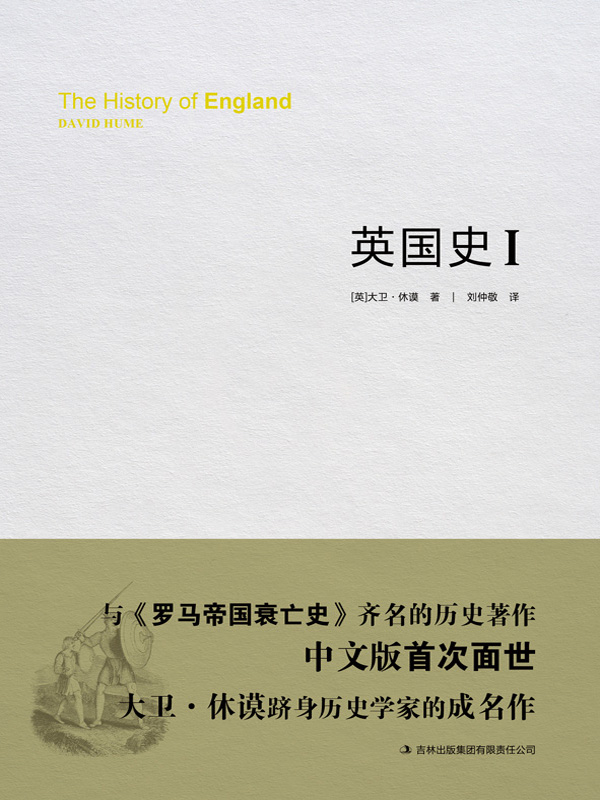 The History of England
DAVID HUME
英国史 I
[英]大卫·休谟 著 | 刘仲敬 译
与《罗马帝国衰亡史》齐名的历史著作
中文版首次面世
大卫·休谟跻身历史学家的成名作
吉林出版集团有限责任公司